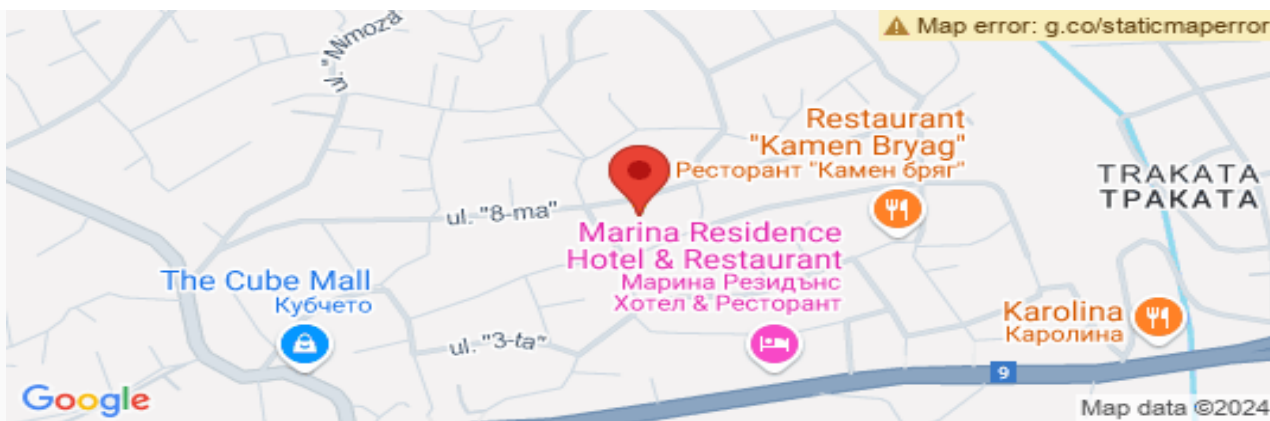 ul. "Mimoza
Map error: g.co/staticmaperror
Restaurant
"Kamen Bryag"
Ресторант "Камен бряг"
TRAKATA
ТРАКАТА
ul. "8-ma"
Marina Residence
Hotel & Restaurant
Марина Резидънс
Хотел & Ресторант
The Cube Mall
Кубчето
Karolina
Каролина
ul. "3-ta"
9
Google
Map data ©2024